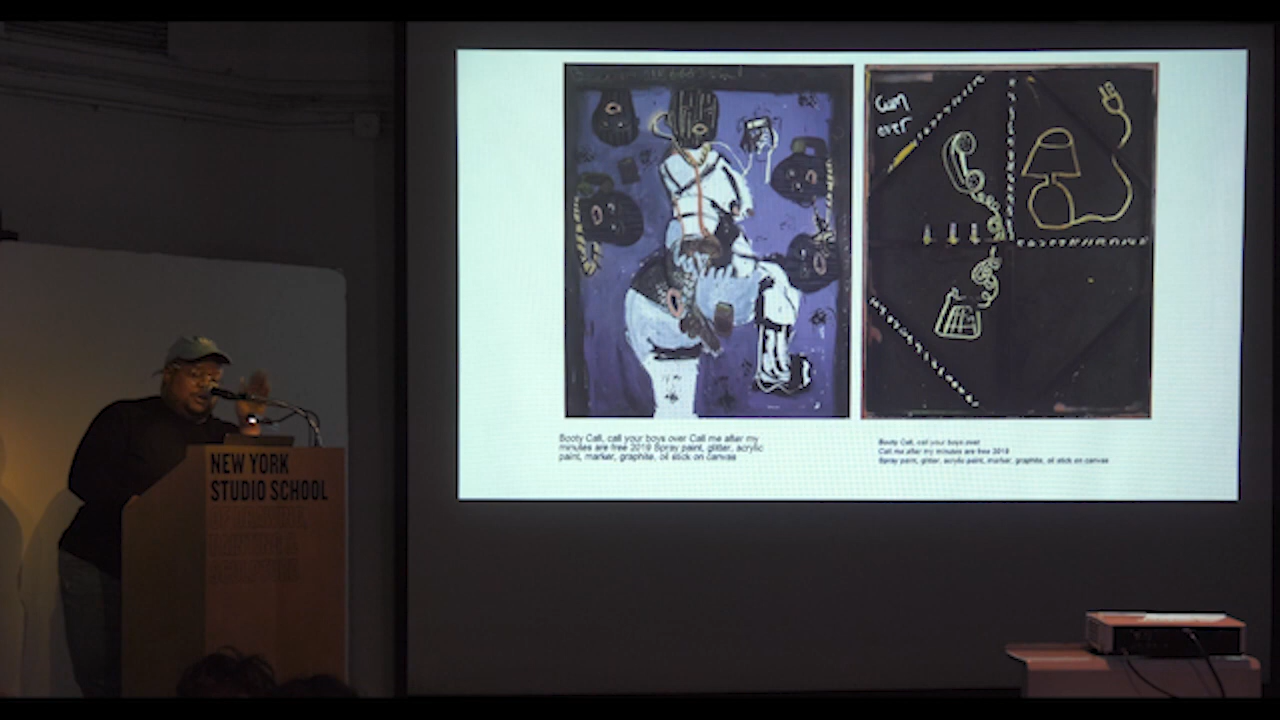 Cum
over
Booty Call, call your boys over Call me after my
minutes are free 2019 Spray paint, glitter, acrylic
paint, marker, graphite, oil stick on canvas
Booty Call, call your boys over
Call me after my minutes are free 2019
Spray paint, glitter, acrylic paint, marker, graphite, oil stick on canvas
NEW YORK
STUDIO SCHOOL